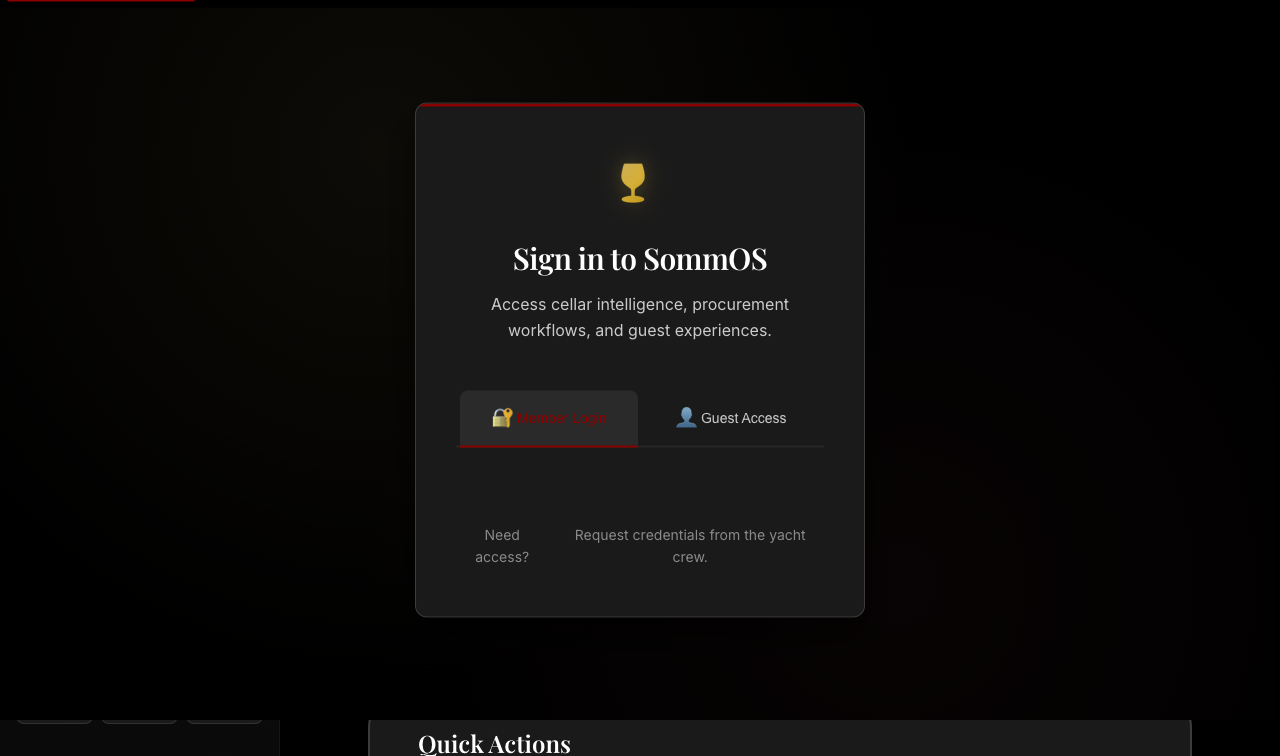 Sign in to SommOS
Access cellar intelligence, procurement
workflows, and guest experiences.
Member Login
Guest Access
Need
access?
Request credentials from the yacht
crew.
Quick Actions